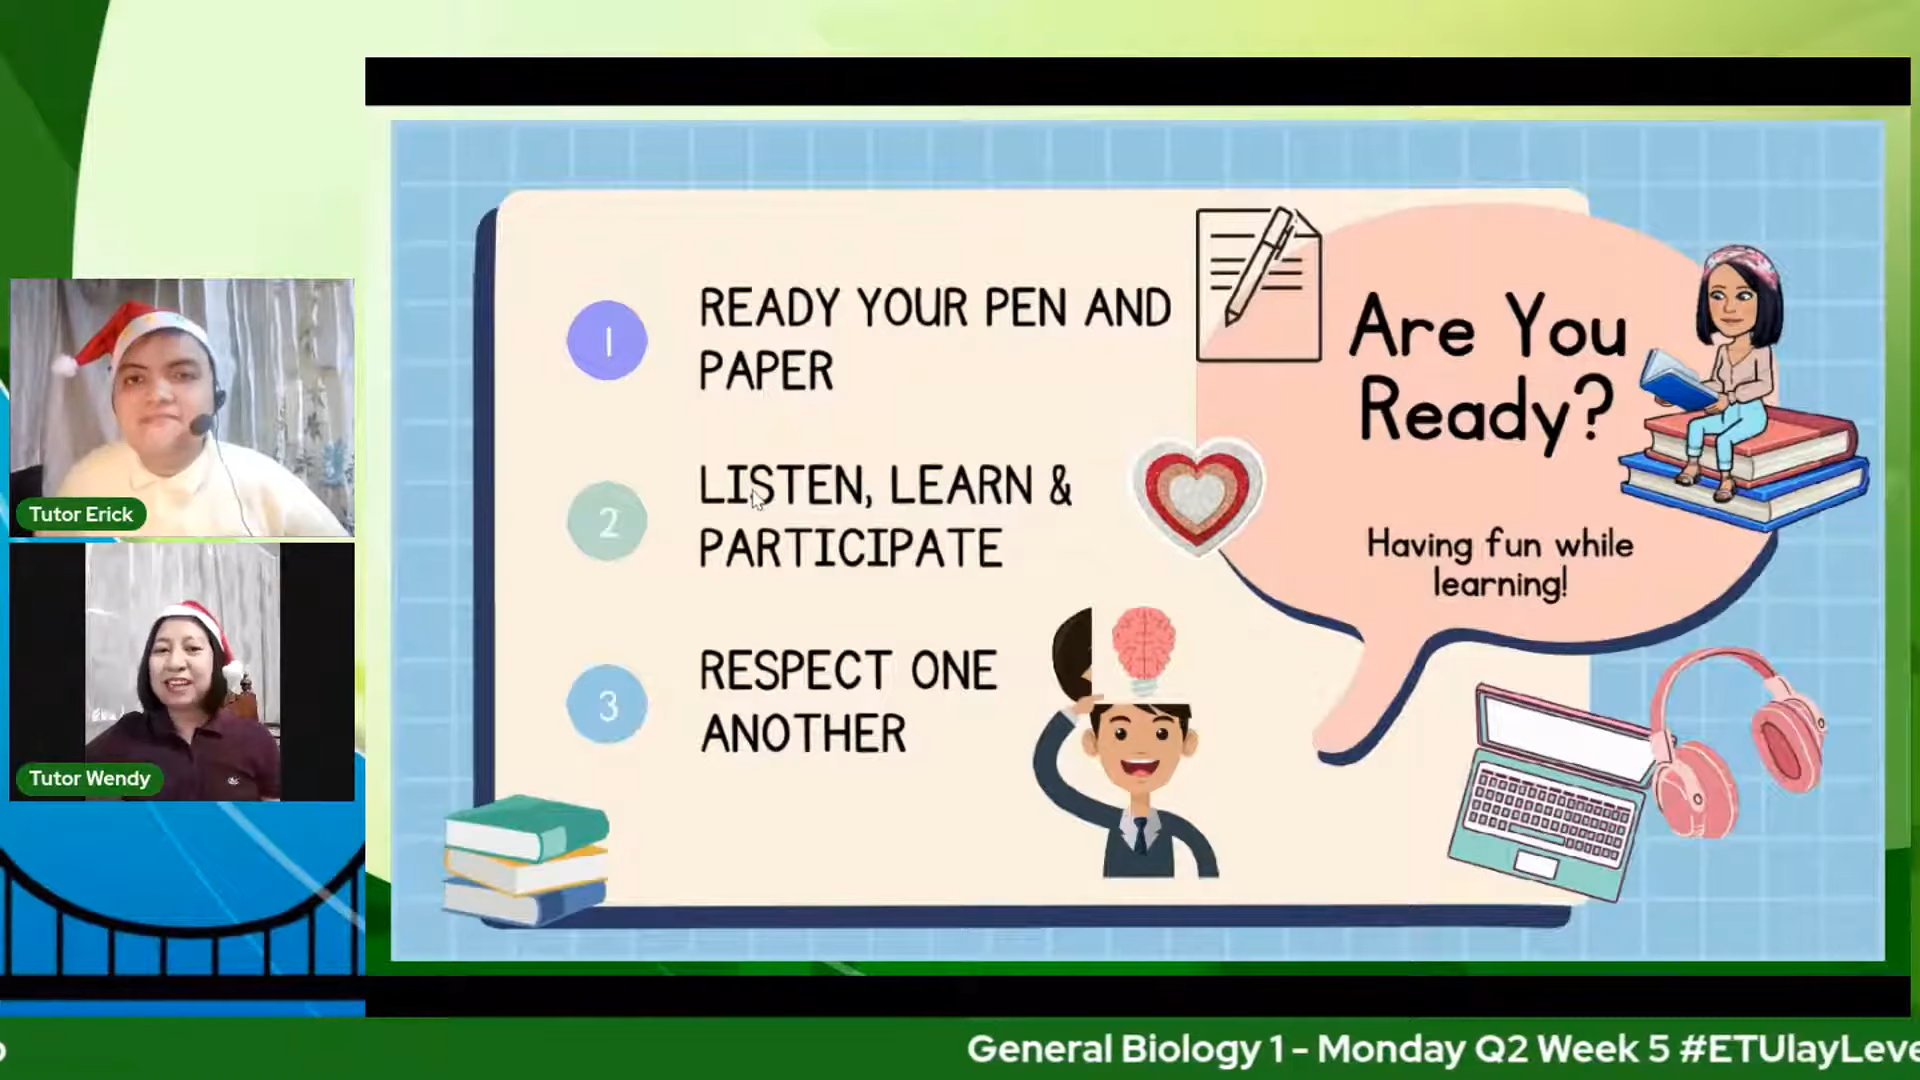 1
READY YOUR PEN AND
PAPER
2
LISTEN, LEARN &
PARTICIPATE
3
RESPECT ONE
ANOTHER
Are You
Ready?
Having fun while
learning!
Tutor Erick
Tutor Wendy
General Biology 1 - Monday Q2 Week 5 #ETUlayLeve